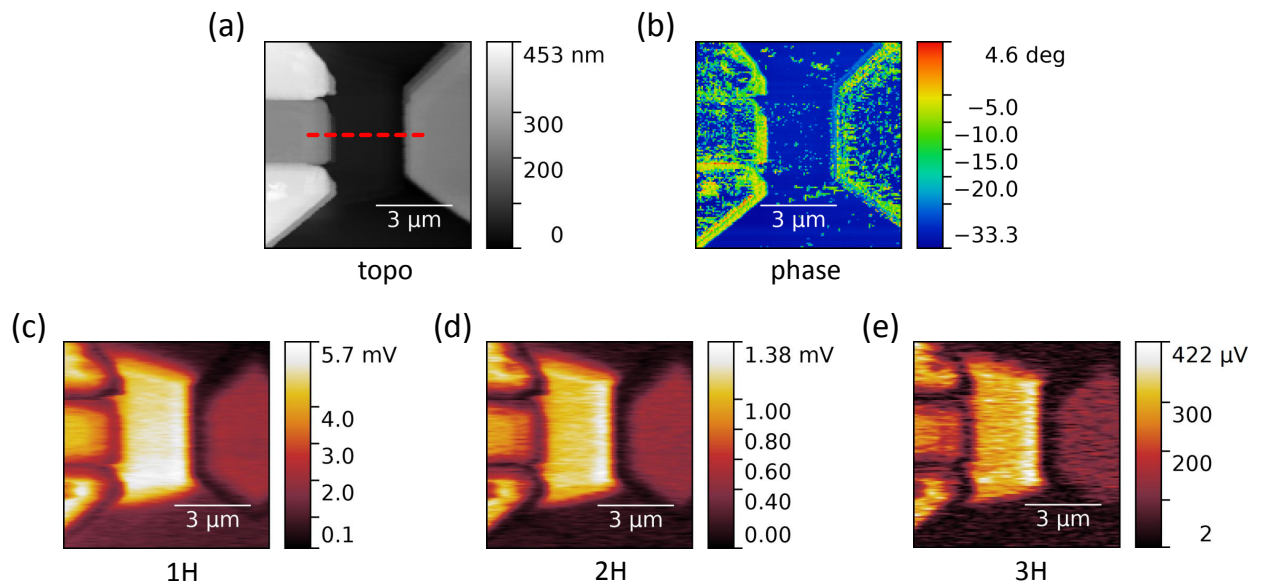 (a)
453 nm
300
200
0
3 μm
topo
(b)
4.6 deg
−5.0
−10.0
−15.0
−20.0
−33.3
3 μm
phase
(c)
5.7 mV
4.0
3.0
2.0
0.1
3 μm
1H
(d)
1.38 mV
1.00
0.80
0.60
0.40
0.00
3 μm
2H
(e)
422 μV
300
200
2
3 μm
3H